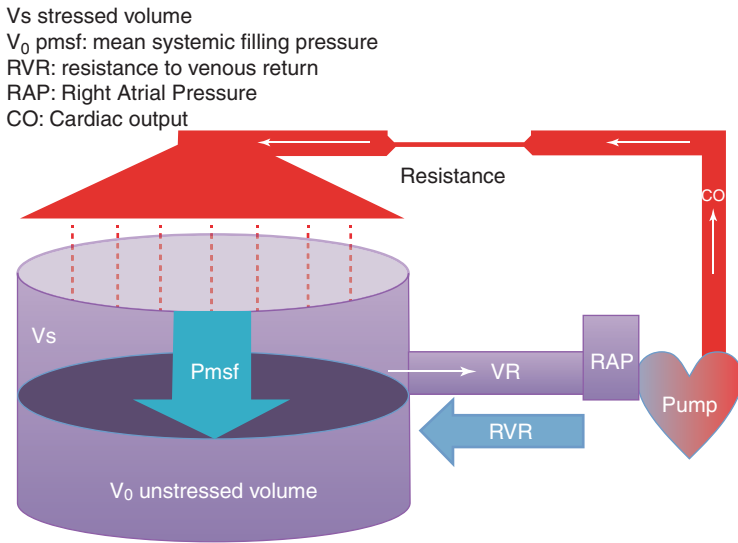 Vs stressed volume
V₀ pmsf: mean systemic filling pressure
RVR: resistance to venous return
RAP: Right Atrial Pressure
CO: Cardiac output
Resistance
CO
Vs
Pmsf
VR
RAP
Pump
RVR
V₀ unstressed volume